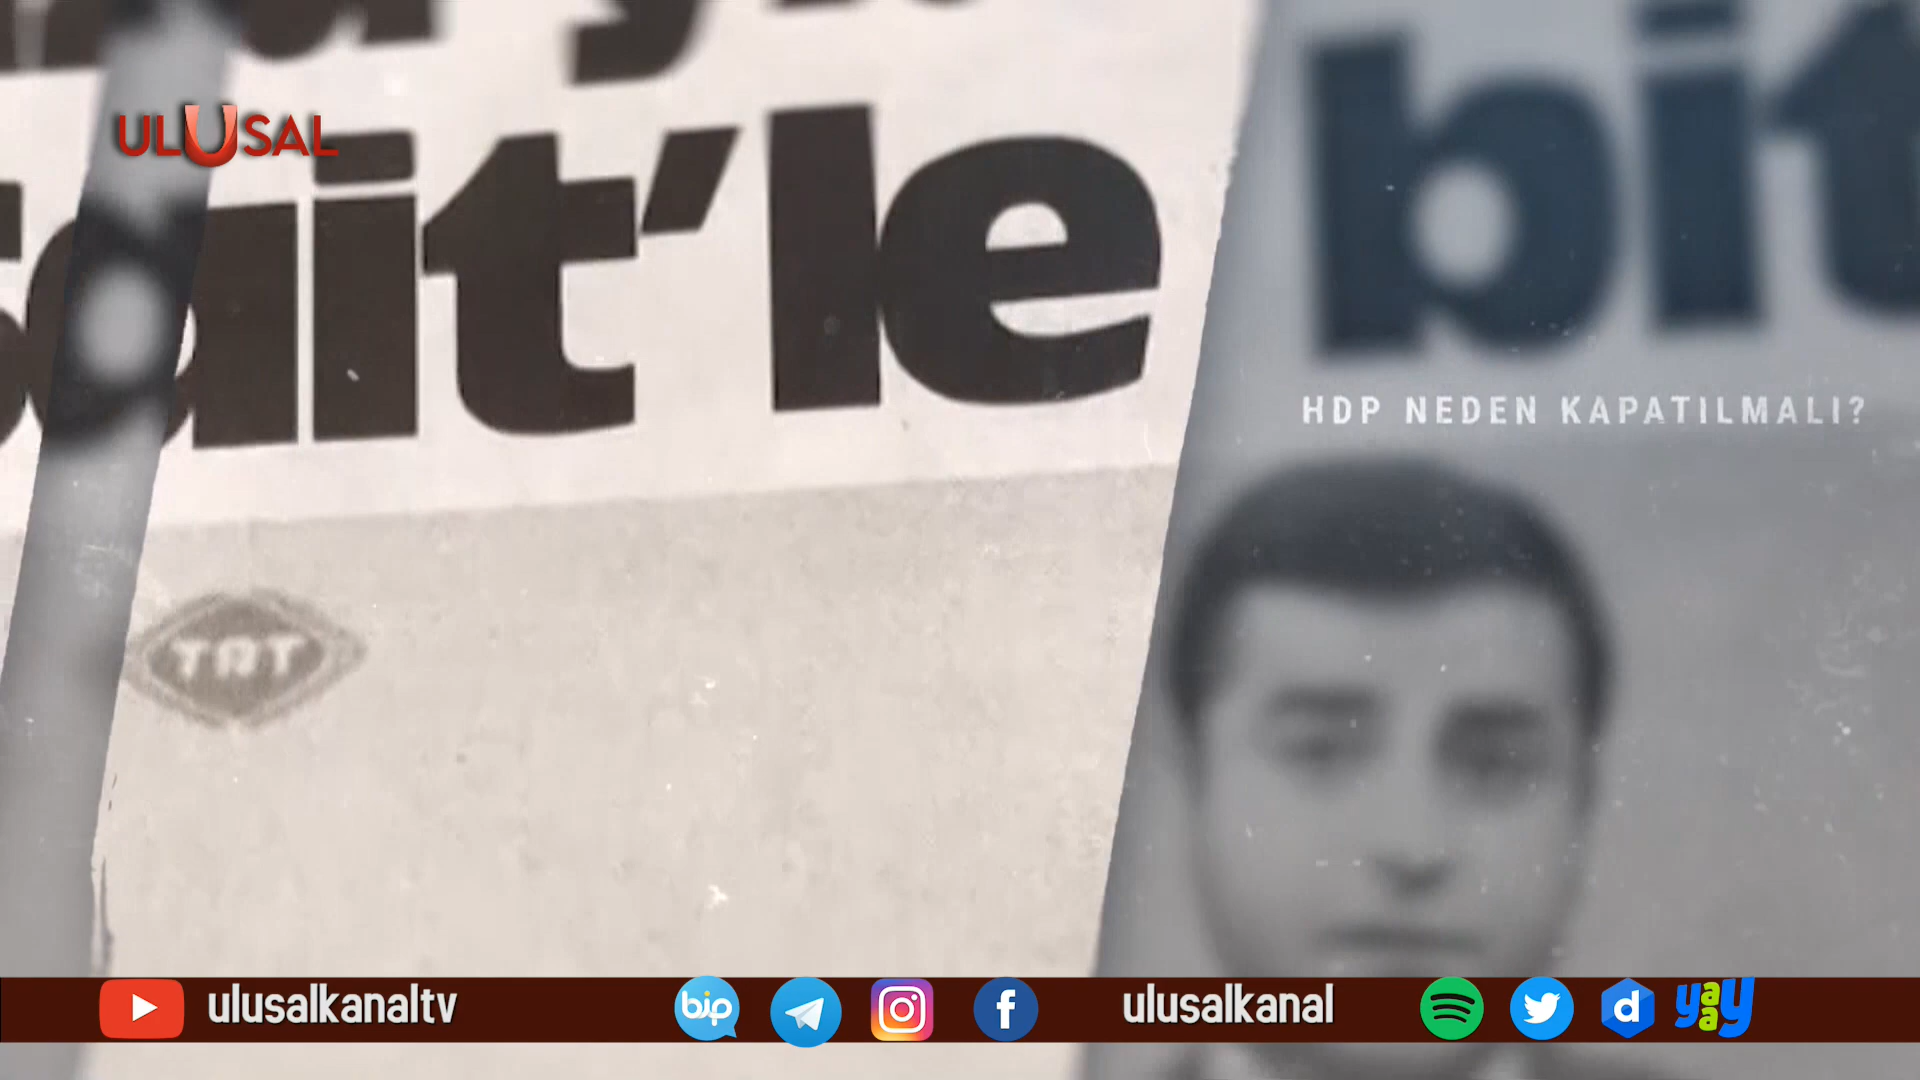 ULUSAL
ait'le
bit
HDP NEDEN KAPATILMALI?
TRT
ulusalkanaltv
bip
ulusalkanal
yaay